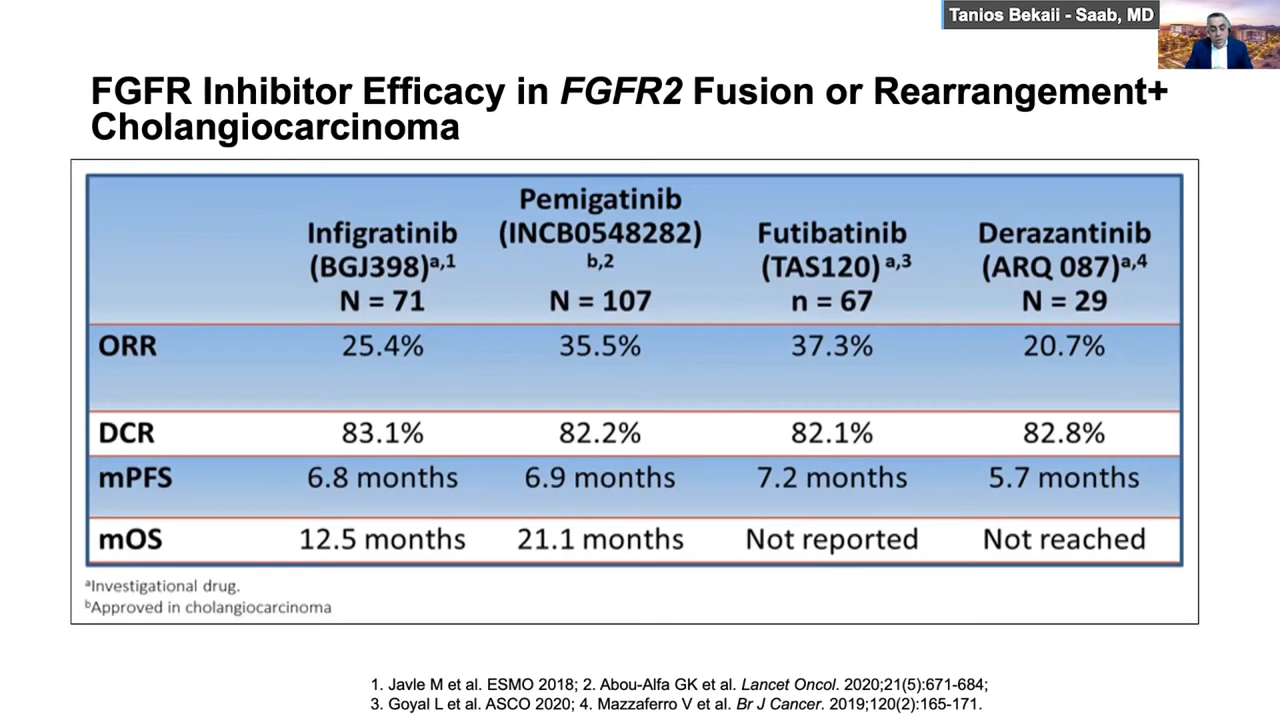 Tanios Bekaii - Saab, MD
FGFR Inhibitor Efficacy in FGFR2 Fusion or Rearrangement+
Cholangiocarcinoma
Infigratinib
(BGJ398)a,1
N = 71
Pemigatinib
(INCB0548282)
b,2
N = 107
Futibatinib
(TAS120) a,3
n = 67
Derazantinib
(ARQ 087)a,4
N = 29
ORR 25.4% 35.5% 37.3% 20.7%
DCR 83.1% 82.2% 82.1% 82.8%
mPFS 6.8 months 6.9 months 7.2 months 5.7 months
mOS 12.5 months 21.1 months Not reported Not reached
aInvestigational drug.
bApproved in cholangiocarcinoma
1. Javle M et al. ESMO 2018; 2. Abou-Alfa GK et al. Lancet Oncol. 2020;21(5):671-684;
3. Goyal L et al. ASCO 2020; 4. Mazzaferro V et al. Br J Cancer. 2019;120(2):165-171.